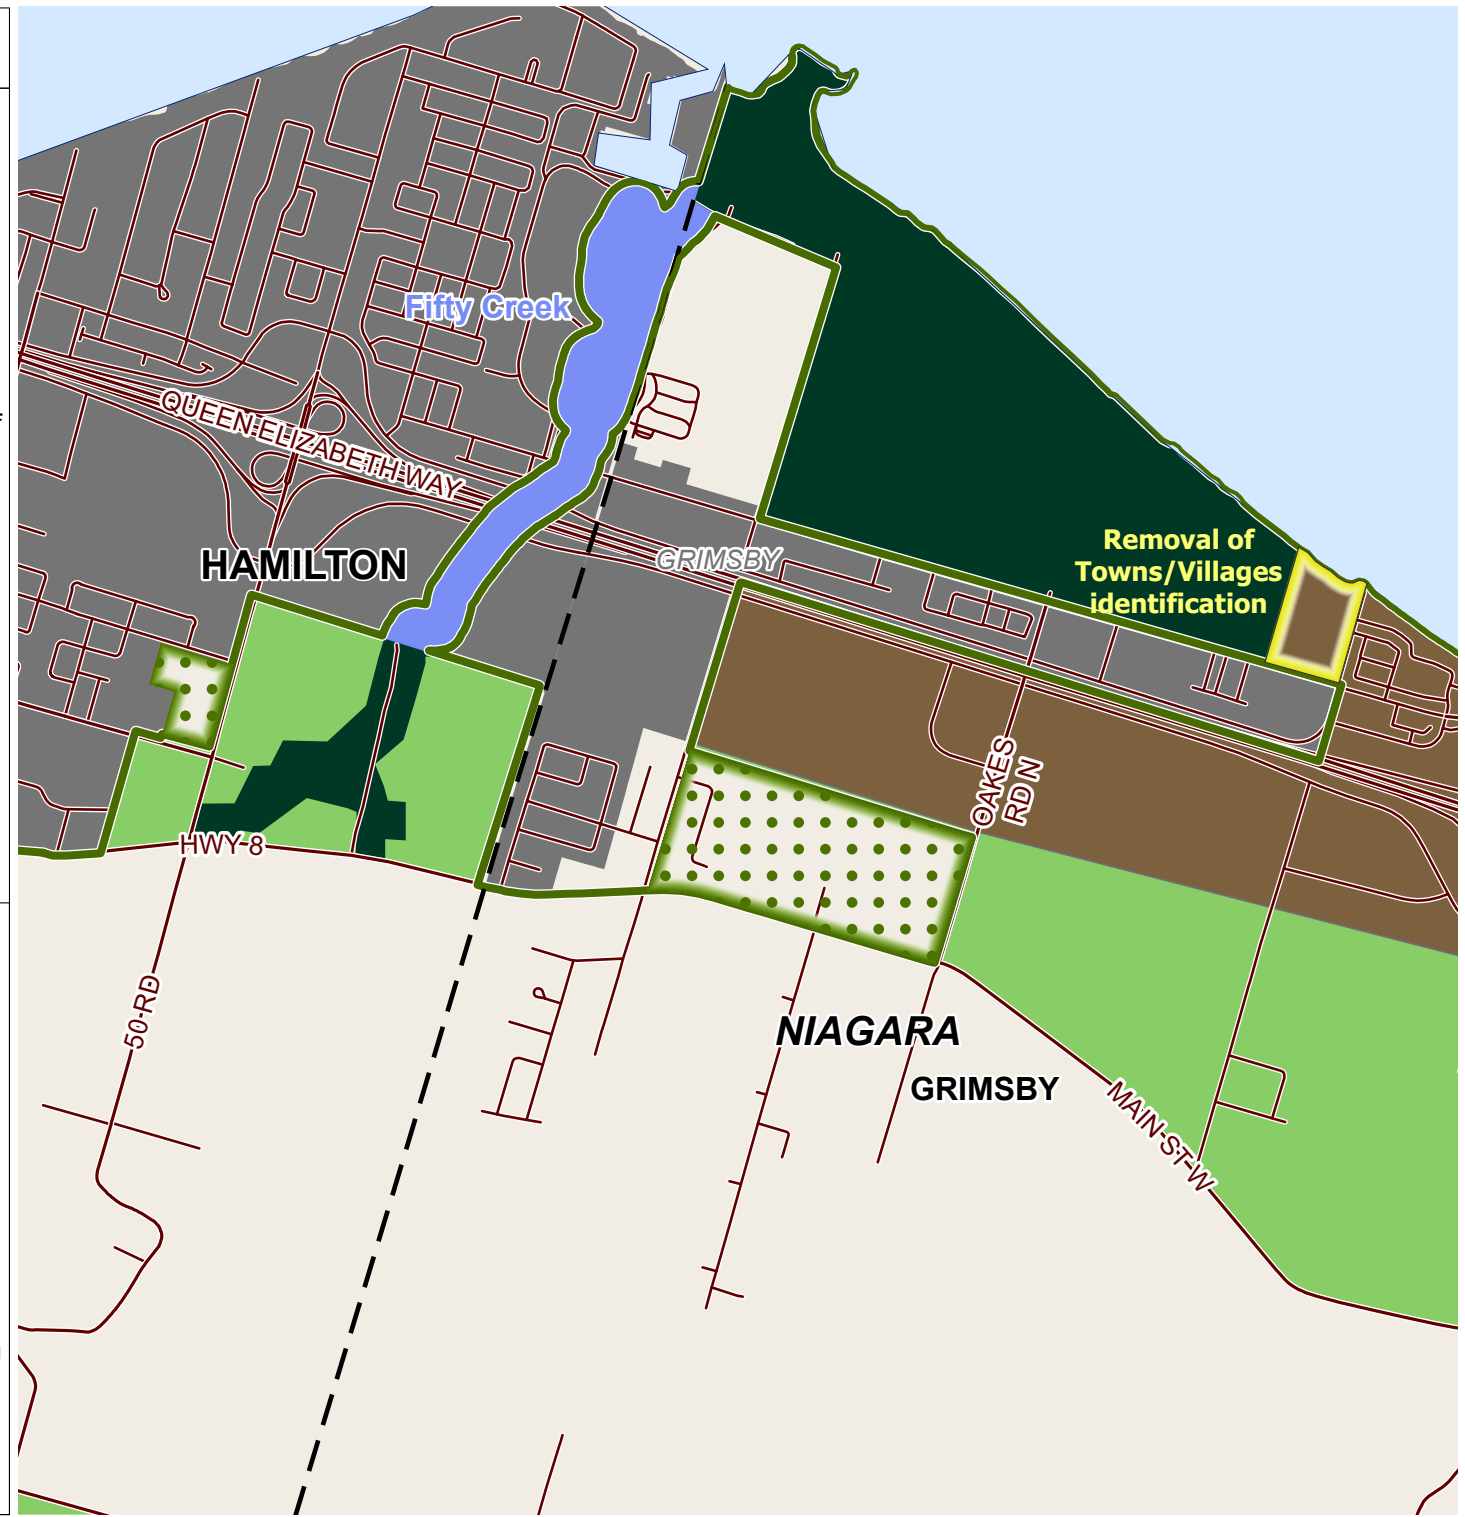 Fifty Creek
QUEEN ELIZABETH WAY
HAMILTON
GRIMSBY
Removal of
Towns/Villages
identification
OAKES
RD N
HWY 8
50 RD
NIAGARA
GRIMSBY
MAIN ST W